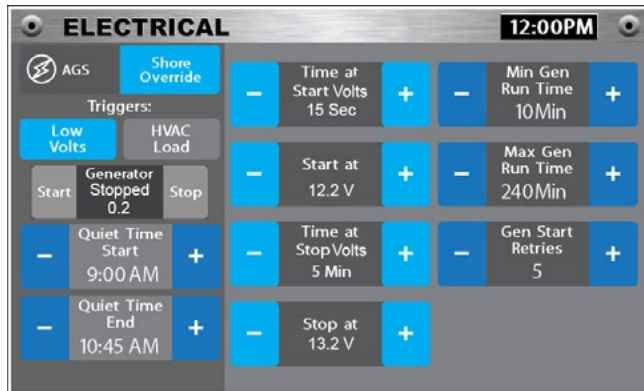 ELECTRICAL
12:00PM
AGS
Shore
Override
Triggers:
Low
Volts
HVAC
Load
Start
Generator
Stopped
0.2
Stop
−
Quiet Time
Start
9:00 AM
+
−
Quiet Time
End
10:45 AM
+
−
Time at
Start Volts
15 Sec
+
−
Start at
12.2 V
+
−
Time at
Stop Volts
5 Min
+
−
Stop at
13.2 V
+
−
Min Gen
Run Time
10Min
+
−
Max Gen
Run Time
240Min
+
−
Gen Start
Retries
5
+